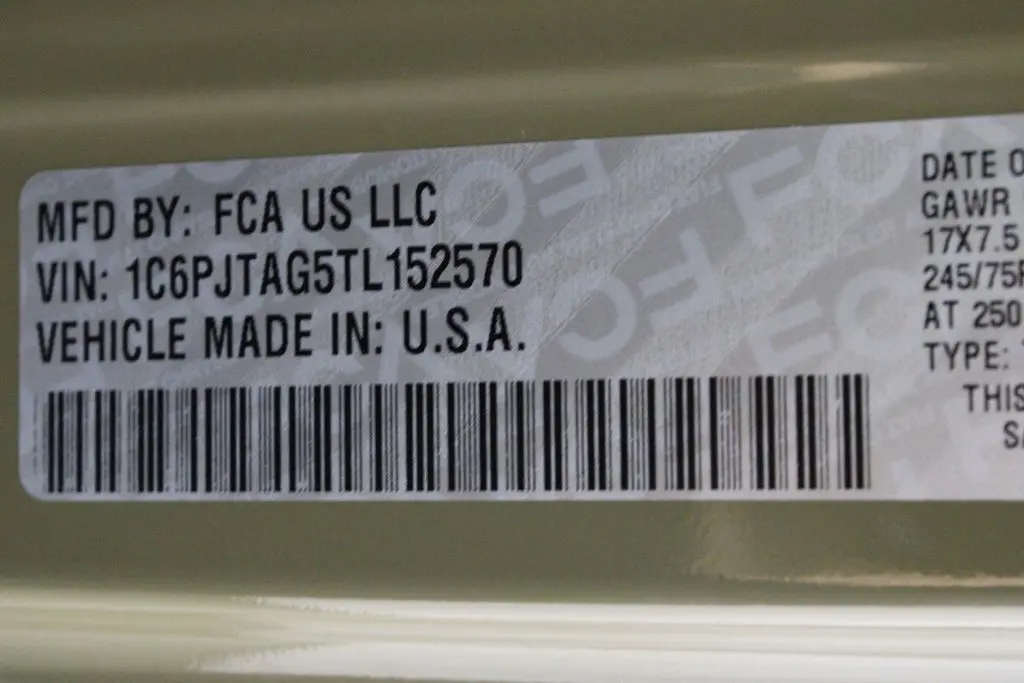 MFD BY: FCA US LLC
VIN: 1C6PJTAG5TL152570
VEHICLE MADE IN: U.S.A.
DATE O
GAWR
17X7.5
245/75R
AT 250
TYPE:
THIS
SA